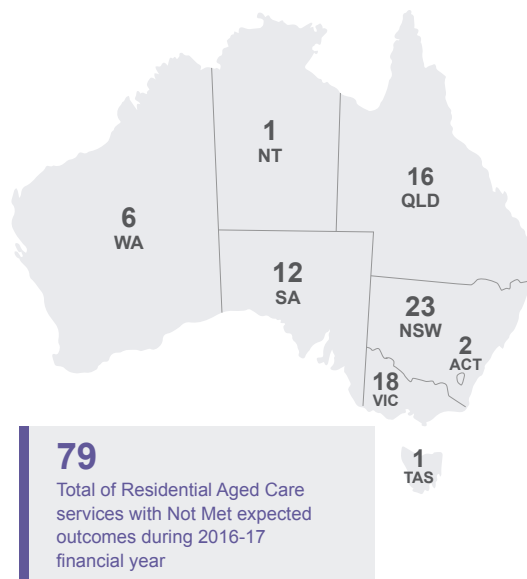 1
NT
16
QLD
6
WA
12
SA
23
NSW
2
ACT
18
VIC
1
TAS
79
Total of Residential Aged Care
services with Not Met expected
outcomes during 2016-17
financial year